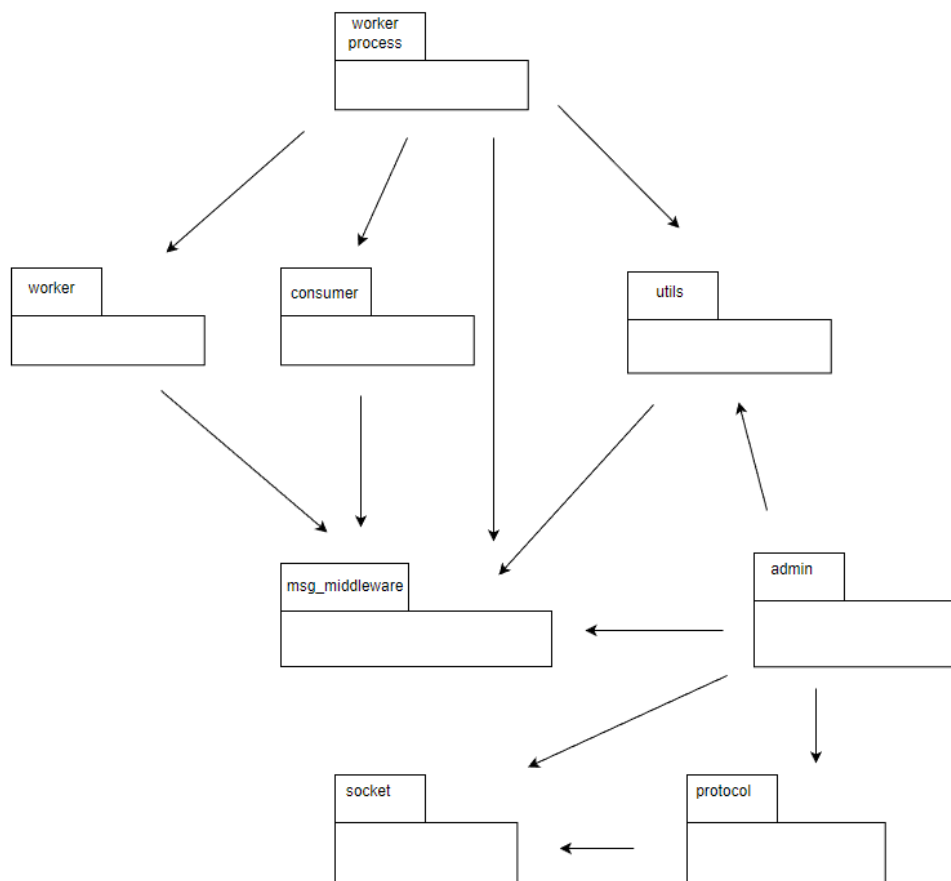 worker
process
worker
consumer
utils
msg_middleware
admin
socket
protocol